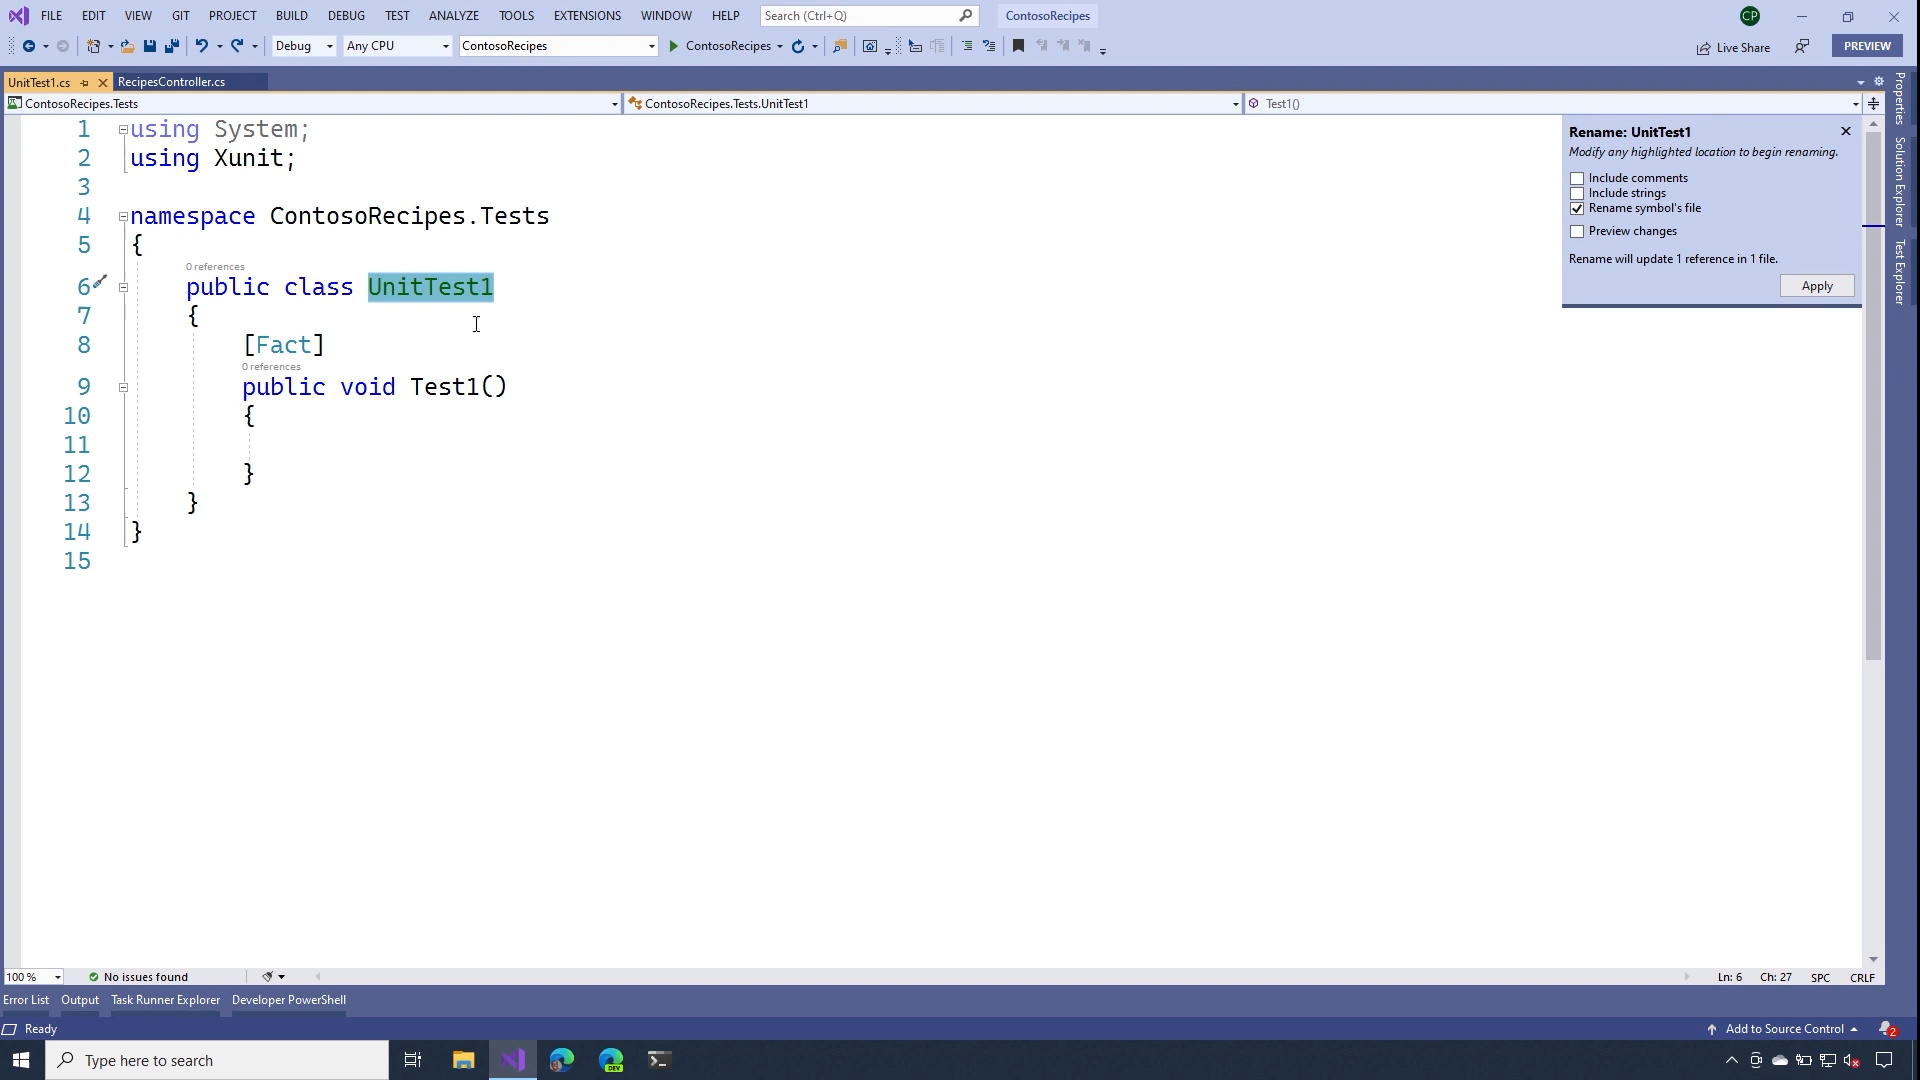 FILE EDIT VIEW GIT PROJECT BUILD DEBUG TEST ANALYZE TOOLS EXTENSIONS WINDOW HELP Search (Ctrl+Q) ContosoRecipes CP
Debug Any CPU ContosoRecipes ContosoRecipes Live Share PREVIEW
UnitTest1.cs RecipesController.cs
ContosoRecipes.Tests ContosoRecipes.Tests.UnitTest1 Test1()
1 using System;
2 using Xunit;
3
4 namespace ContosoRecipes.Tests
5 {
0 references
6 public class UnitTest1
7 {
8 [Fact]
0 references
9 public void Test1()
10 {
11
12 }
13 }
14 }
15
Rename: UnitTest1
Modify any highlighted location to begin renaming.
Include comments
Include strings
Rename symbol's file
Preview changes
Rename will update 1 reference in 1 file.
Apply
Properties
Solution Explorer
Test Explorer
100 % No issues found Ln: 6 Ch: 27 SPC CRLF
Error List Output Task Runner Explorer Developer PowerShell
Ready Add to Source Control 2
Type here to search DEV